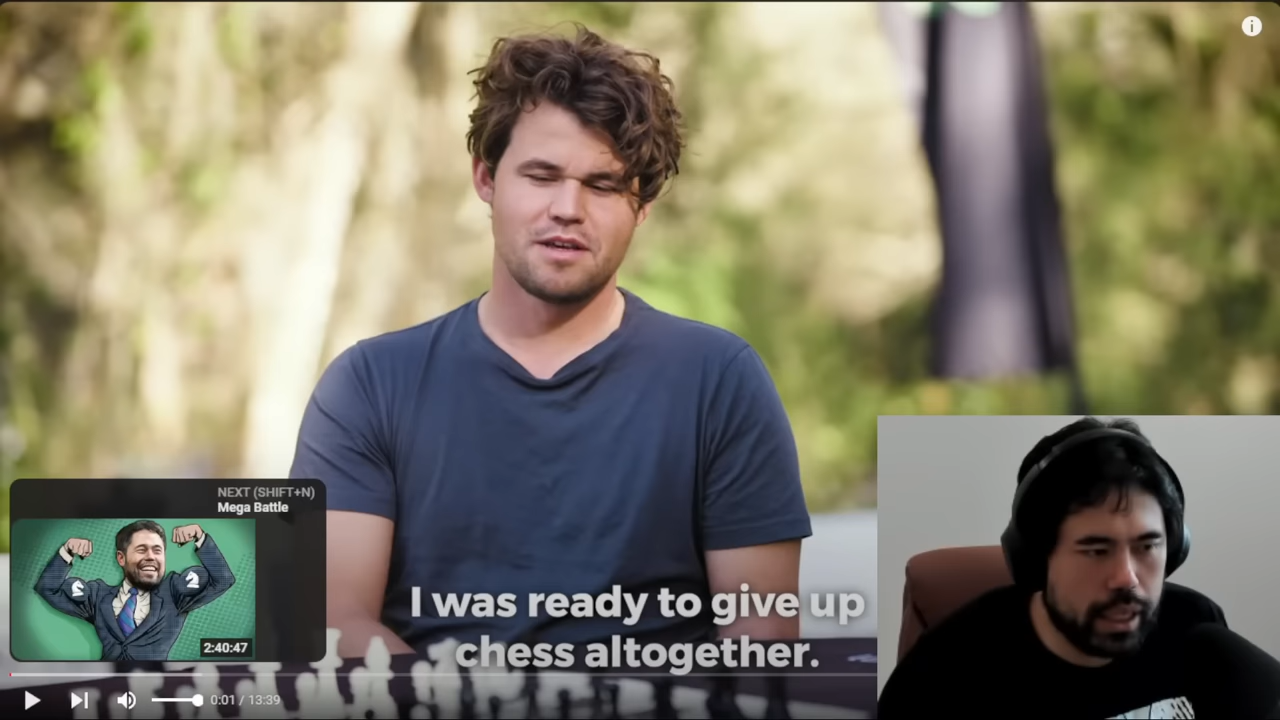 NEXT (SHIFT+N)
Mega Battle
2:40:47
I was ready to give up
chess altogether.
0:01 / 13:39